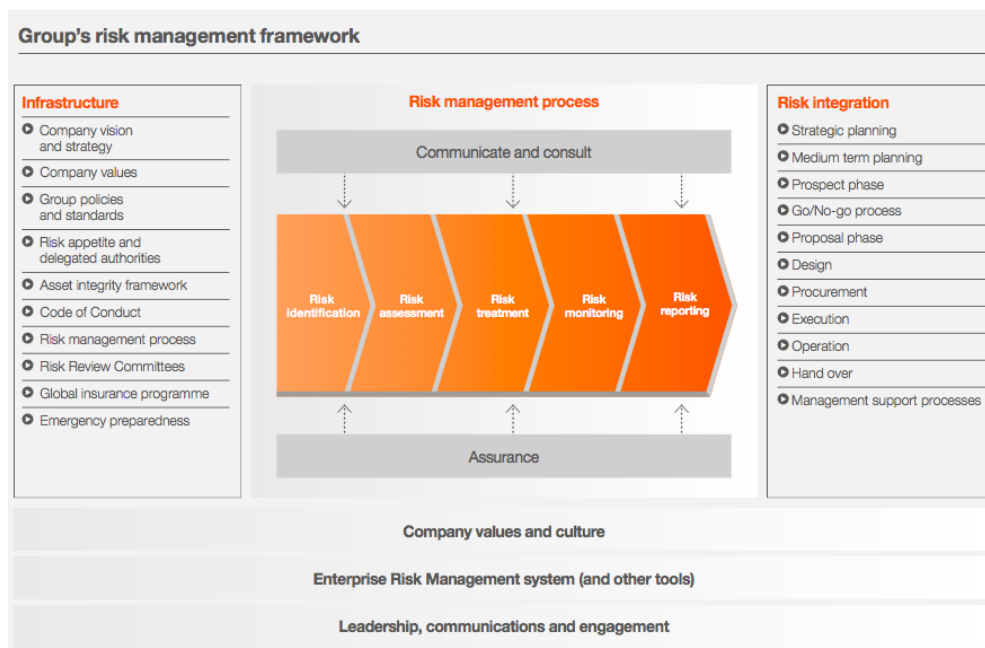 Group's risk management framework
Infrastructure
Company vision
and strategy
Company values
Group policies
and standards
Risk appetite and
delegated authorities
Asset integrity framework
Code of Conduct
Risk management process
Risk Review Committees
Global insurance programme
Emergency preparedness
Risk management process
Communicate and consult
Risk
identification
Risk
assessment
Risk
treatment
Risk
monitoring
Risk
reporting
Assurance
Risk integration
Strategic planning
Medium term planning
Prospect phase
Go/No-go process
Proposal phase
Design
Procurement
Execution
Operation
Hand over
Management support processes
Company values and culture
Enterprise Risk Management system (and other tools)
Leadership, communications and engagement